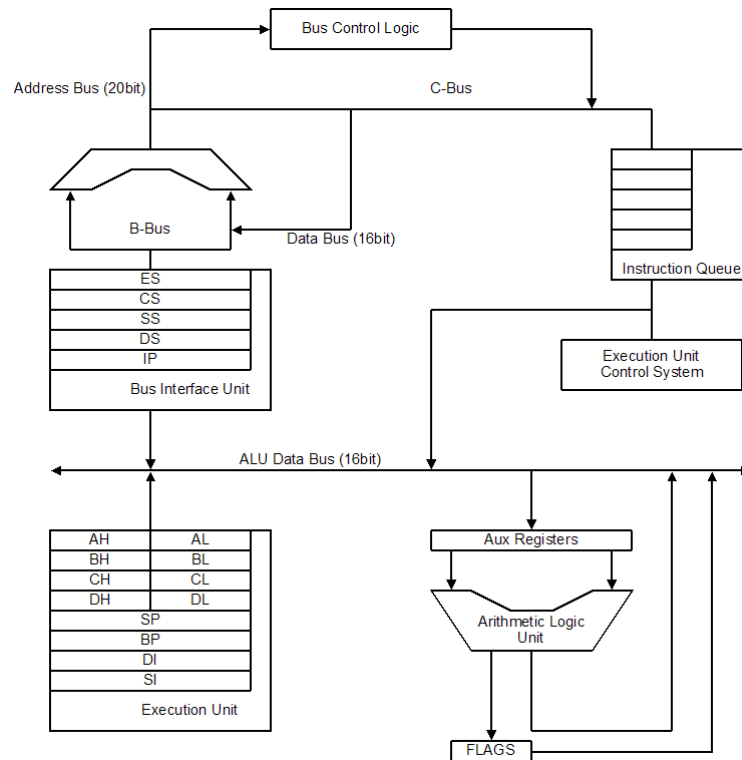 Bus Control Logic
Address Bus (20bit)
C-Bus
B-Bus
Data Bus (16bit)
Instruction Queue
ES
CS
SS
DS
IP
Bus Interface Unit
Execution Unit
Control System
ALU Data Bus (16bit)
AH AL
BH BL
CH CL
DH DL
SP
BP
DI
SI
Execution Unit
Aux Registers
Arithmetic Logic
Unit
FLAGS